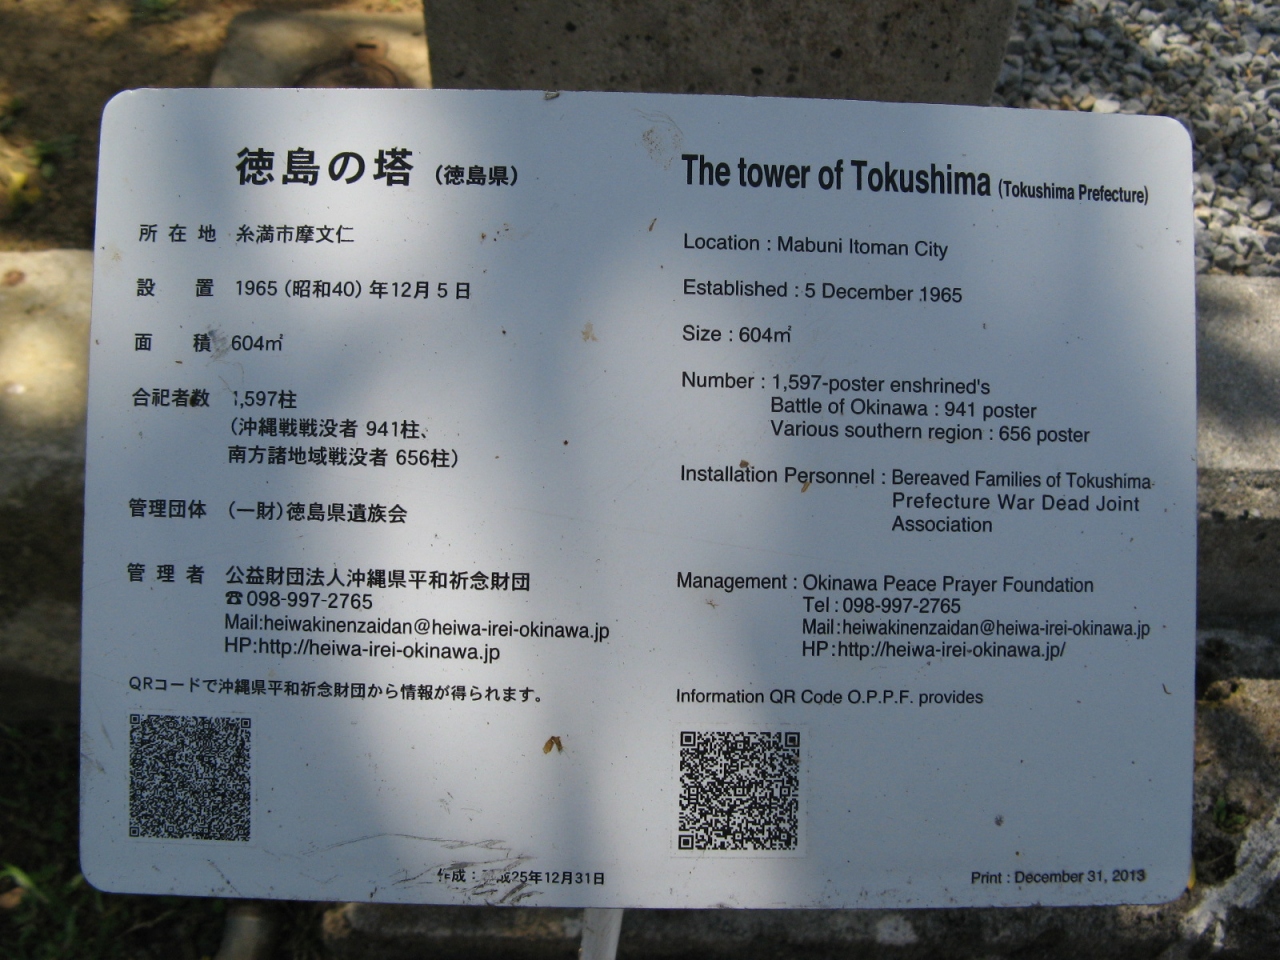 徳島の塔 (徳島県)
所在地 糸満市摩文仁
設置 1965 (昭和40) 年12月5日
面積 604㎡
合祀者数 1,597柱
(沖縄戦戦没者 941柱、
南方諸地域戦没者 656柱)
管理団体 (一財)徳島県遺族会
管理者 公益財団法人沖縄県平和祈念財団
☎098-997-2765
Mail:heiwakinenzaidan@heiwa-irei-okinawa.jp
HP:http://heiwa-irei-okinawa.jp
QRコードで沖縄県平和祈念財団から情報が得られます。
作成：平成25年12月31日
The tower of Tokushima (Tokushima Prefecture)
Location : Mabuni Itoman City
Established : 5 December 1965
Size : 604㎡
Number : 1,597-poster enshrined's
Battle of Okinawa : 941 poster
Various southern region : 656 poster
Installation Personnel : Bereaved Families of Tokushima
Prefecture War Dead Joint
Association
Management : Okinawa Peace Prayer Foundation
Tel : 098-997-2765
Mail : heiwakinenzaidan@heiwa-irei-okinawa.jp
HP : http://heiwa-irei-okinawa.jp/
Information QR Code O.P.P.F. provides
Print : December 31, 2013